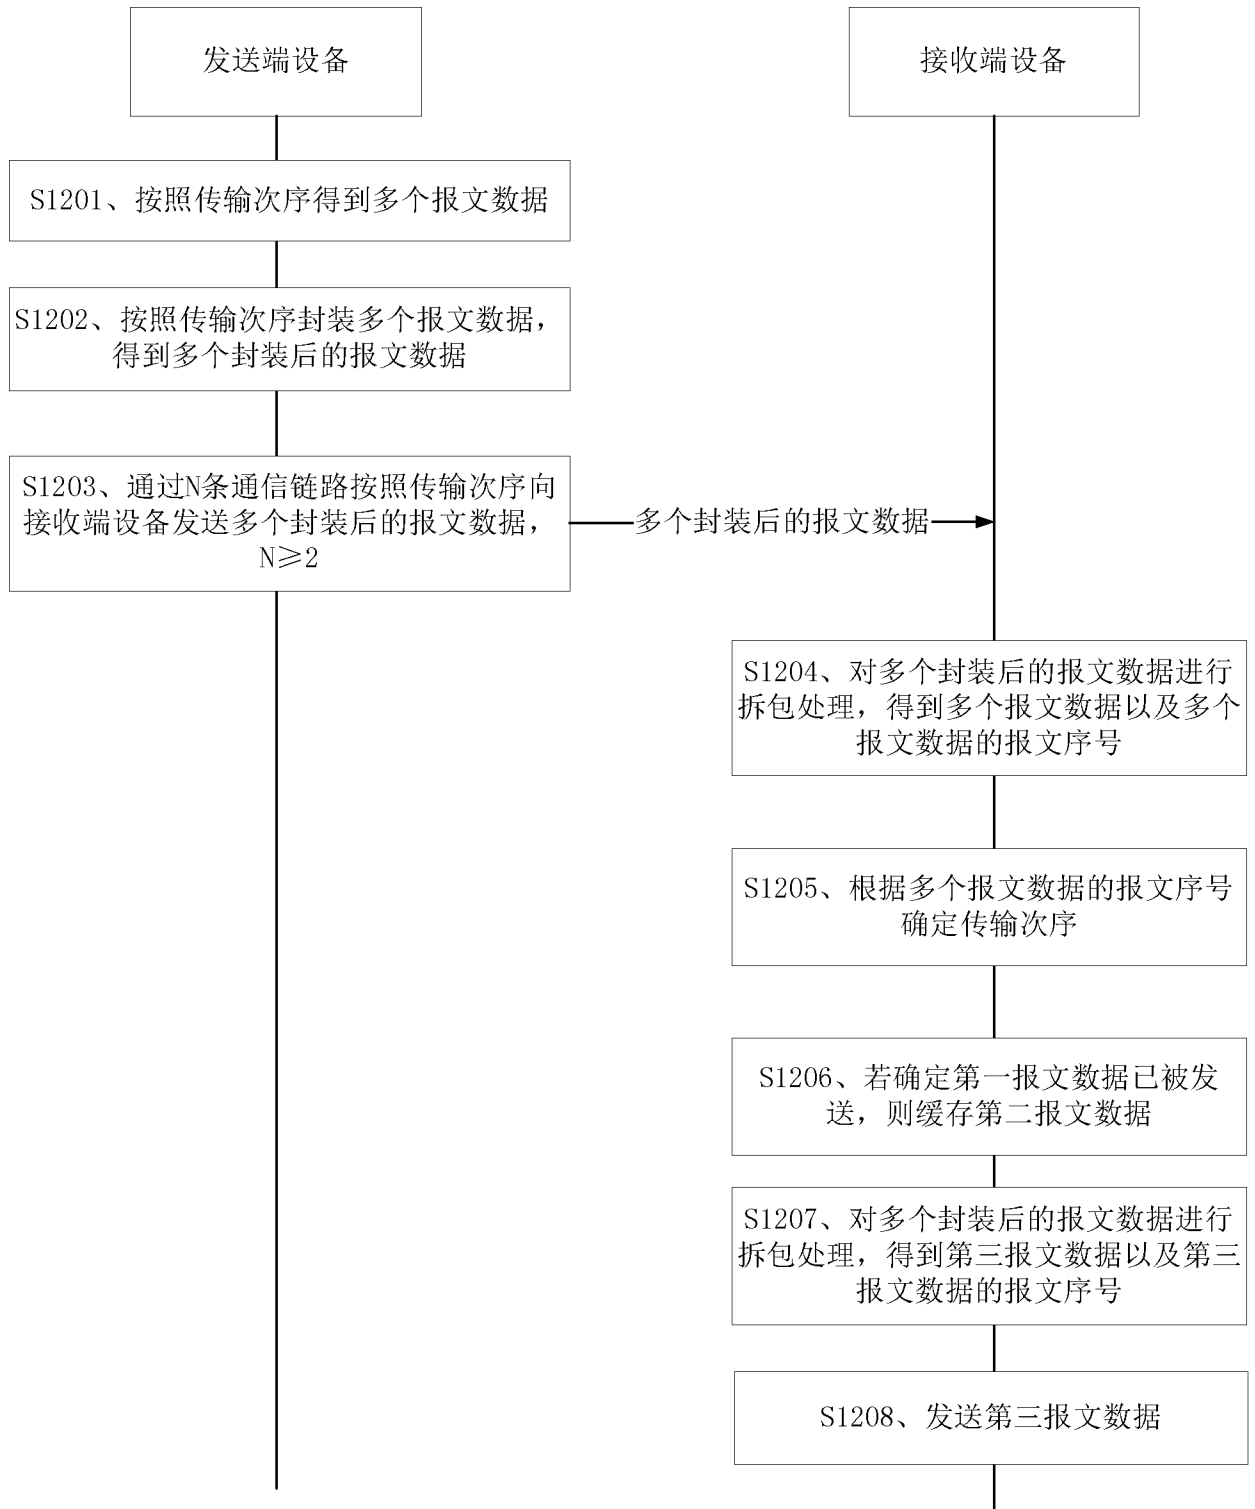 发送端设备
接收端设备
S1201、按照传输次序得到多个报文数据
S1202、按照传输次序封装多个报文数据，
得到多个封装后的报文数据
S1203、通过N条通信链路按照传输次序向
接收端设备发送多个封装后的报文数据，
N≥2
多个封装后的报文数据
S1204、对多个封装后的报文数据进行
拆包处理，得到多个报文数据以及多个
报文数据的报文序号
S1205、根据多个报文数据的报文序号
确定传输次序
S1206、若确定第一报文数据已被发
送，则缓存第二报文数据
S1207、对多个封装后的报文数据进行
拆包处理，得到第三报文数据以及第三
报文数据的报文序号
S1208、发送第三报文数据